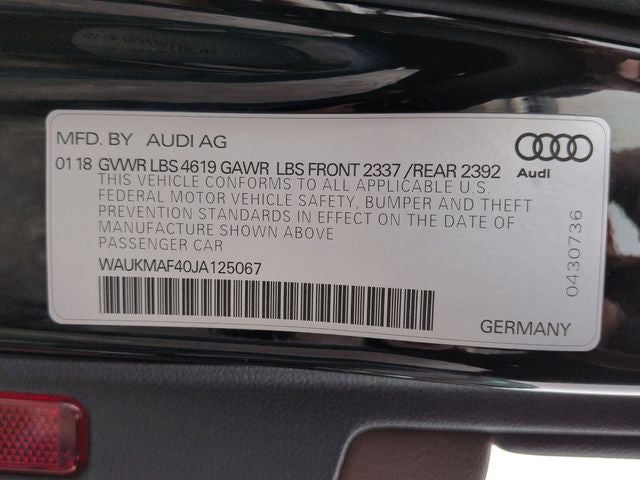 MFD. BY AUDI AG
01 18 GVWR LBS 4619 GAWR LBS FRONT 2337 /REAR 2392
Audi
THIS VEHICLE CONFORMS TO ALL APPLICABLE U.S.
FEDERAL MOTOR VEHICLE SAFETY, BUMPER AND THEFT
PREVENTION STANDARDS IN EFFECT ON THE DATE OF
MANUFACTURE SHOWN ABOVE
PASSENGER CAR
WAUKMAF40JA125067
0430736
GERMANY